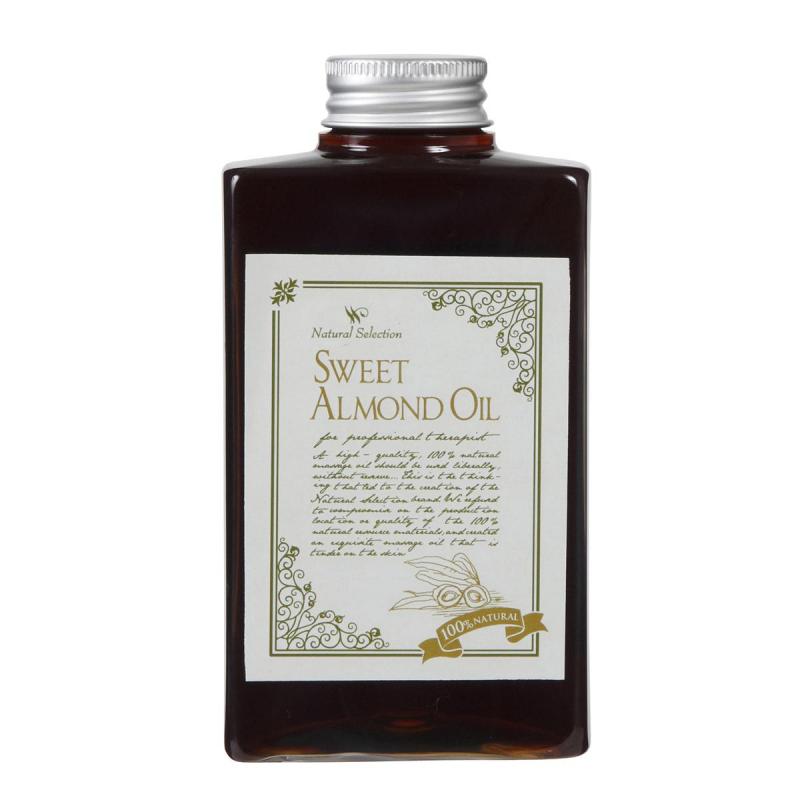 Natural Selection
SWEET
ALMOND OIL
for professional therapist
A high - quality, 100% natural
massage oil should be used liberally,
without reserve... This is the think-
ing that led to the creation of the
Natural Selection brand. We refused
to compromise on the production
location or quality of the 100%
natural resource materials, and created
an exquisite massage oil that is
tender on the skin
100% NATURAL